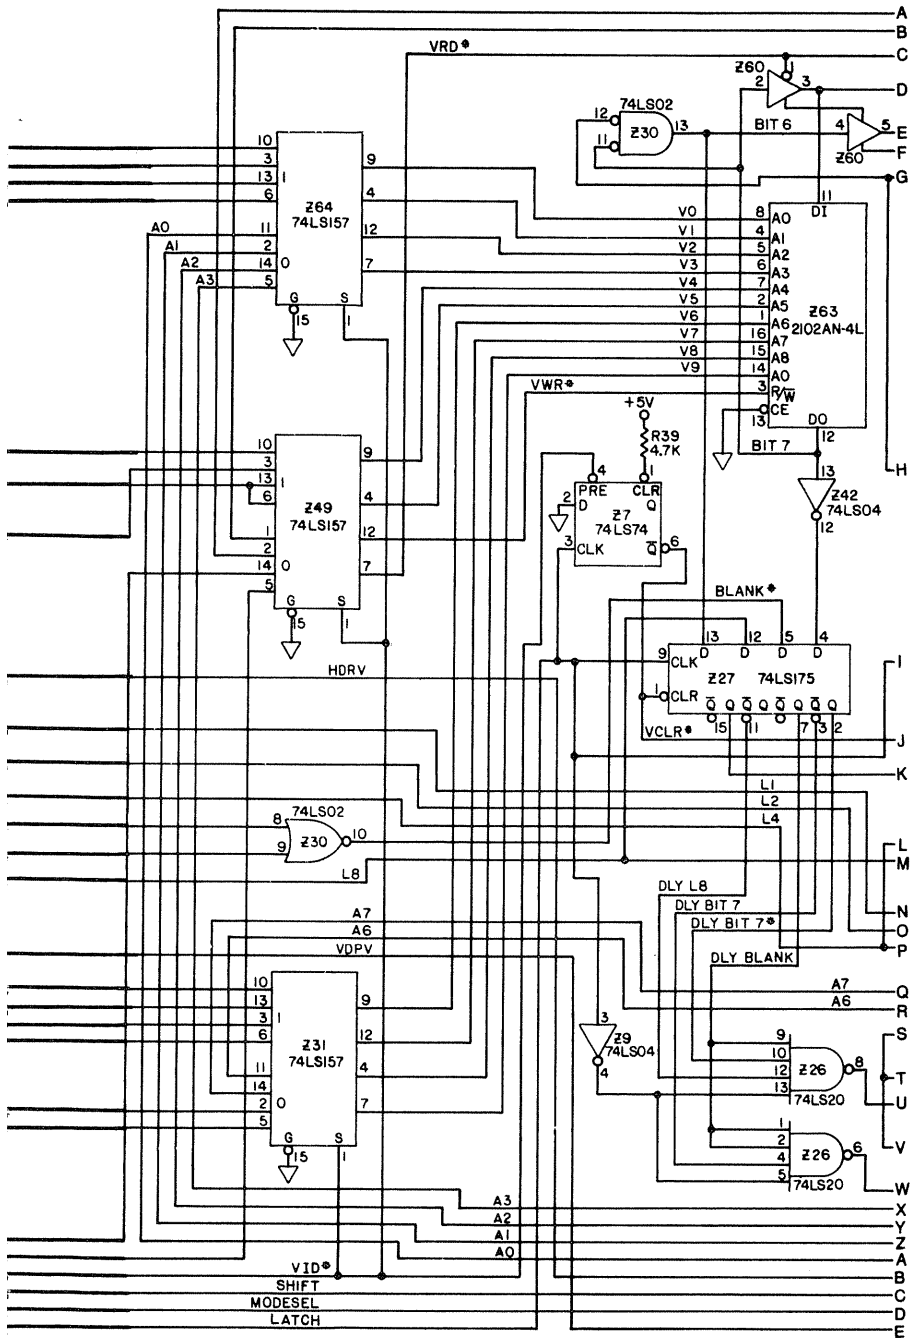 A
B
VRD* C
Z60 1
2 3 D
74LS02
12 Z30 13 BIT 6 4 5 E
11 Z60 F
G
10 9
3
13 1 4
6 Z64
74LS157
A0 11 12
A1 2
A2 14 0 7
A3 5
G S
15 1
11
DI
V0 8 A0
V1 4 A1
V2 5 A2
V3 6 A3
V4 7 A4
V5 2 A5 Z63
V6 1 A6 2102AN-4L
V7 16 A7
V8 15 A8
V9 14 A0
VWR* 3 R/W
CE
13 DO
12
+5V
R39
4.7K
BIT 7
H
10 9
3
13 1
6 Z49 4
74LS157
1 12
2
14 0 7
5
G S
15 1
4 1
PRE CLR
2 D Q
Z7
74LS74
3 CLK Q 6
13
Z42
74LS04
12
BLANK*
13 12 5 4
D D D D
9 CLK I
Z27 74LS175
1 CLR
Q Q Q Q Q Q Q Q
15 11 7 3 2
HDRV
VCLR* J
K
L1
L2
L4
74LS02
8 Z30 10
9
L
L8 M
DLY L8
DLY BIT 7 N
DLY BIT 7* O
P
DLY BLANK
A7
A6
VDPV
A7 Q
A6 R
10 9
13 1
3
6 Z31 12
74LS157
11 4
14
2 0 7
5
G S
15 1
3
Z9
74LS04
4
S
9
10 Z26 8
12 T
13 74LS20 U
1
2 Z26 6 V
4
5 74LS20 W
A3 X
A2 Y
A1 Z
A0 A
VID* B
SHIFT C
MODESEL D
LATCH E